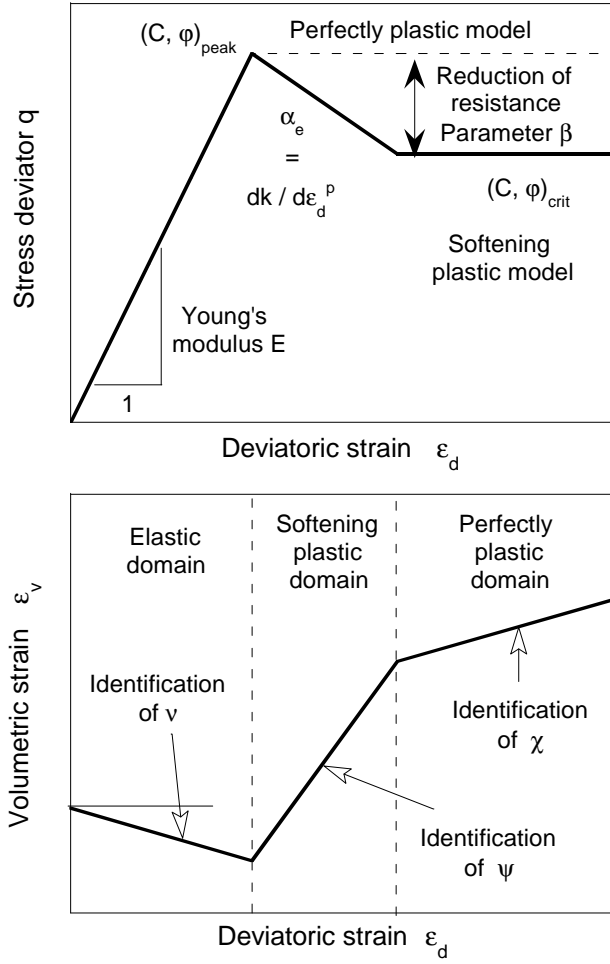 (C, φ)peak
Perfectly plastic model
Reduction of
resistance
Parameter β
αe
=
dk / dεd^p
(C, φ)crit
Softening
plastic model
Young's
modulus E
1
Stress deviator q
Deviatoric strain εd
Elastic
domain
Softening
plastic
domain
Perfectly
plastic
domain
Identification
of ν
Identification
of χ
Identification
of ψ
Volumetric strain εv
Deviatoric strain εd